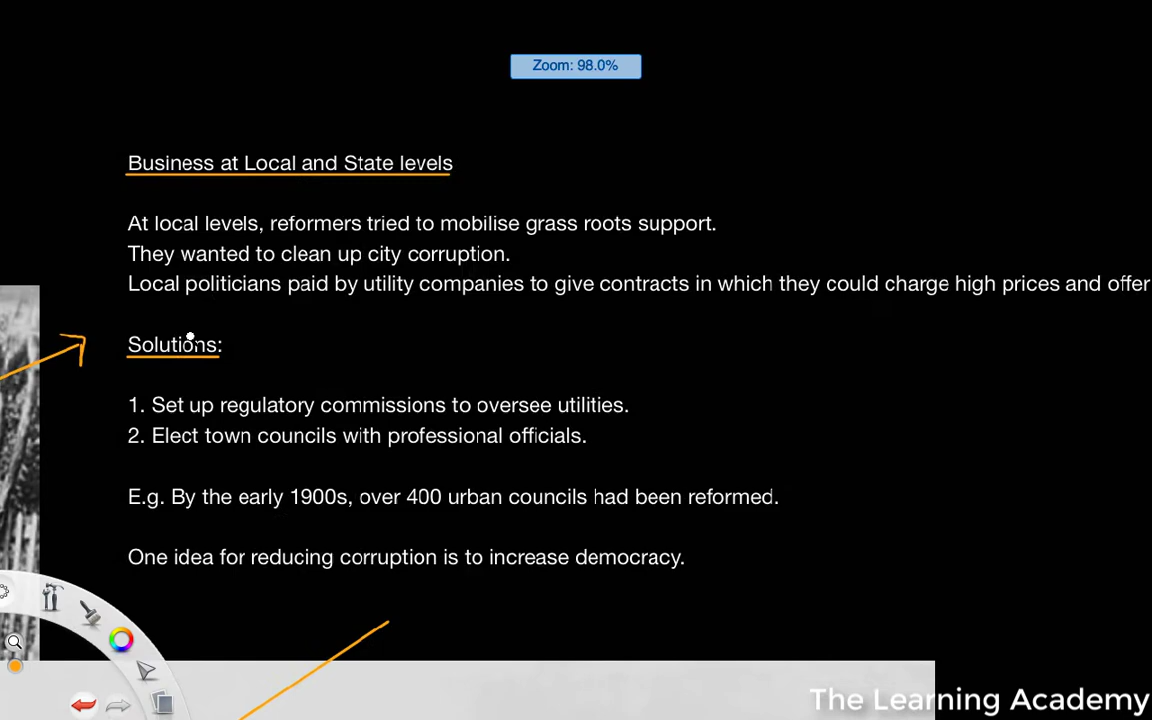 Zoom: 98.0%
Business at Local and State levels
At local levels, reformers tried to mobilise grass roots support.
They wanted to clean up city corruption.
Local politicians paid by utility companies to give contracts in which they could charge high prices and offer
Solutions:
1. Set up regulatory commissions to oversee utilities.
2. Elect town councils with professional officials.
E.g. By the early 1900s, over 400 urban councils had been reformed.
One idea for reducing corruption is to increase democracy.
The Learning Academy